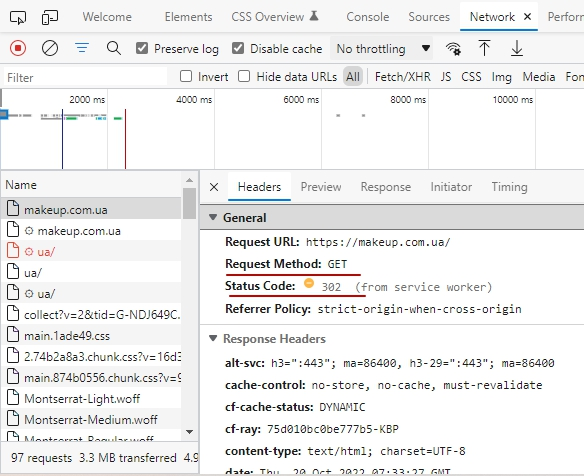 Welcome Elements CSS Overview Console Sources Network
Preserve log Disable cache No throttling
Filter Invert Hide data URLs All Fetch/XHR JS CSS Img Media Fon
2000 ms 4000 ms 6000 ms 8000 ms 10000 ms
Name
makeup.com.ua
makeup.com.ua
ua/
ua/
ua/
collect?v=2&tid=G-NDJ649C.
main.1ade49.css
2.74b2a8a3.chunk.css?v=16d3
main.874b0556.chunk.css?v=9
Montserrat-Light.woff
Montserrat-Medium.woff
Montserrat-Regular.woff
97 requests 3.3 MB transferred 4.9
Headers Preview Response Initiator Timing
General
Request URL: https://makeup.com.ua/
Request Method: GET
Status Code: 302 (from service worker)
Referrer Policy: strict-origin-when-cross-origin
Response Headers
alt-svc: h3=":443"; ma=86400, h3-29=":443"; ma=86400
cache-control: no-store, no-cache, must-revalidate
cf-cache-status: DYNAMIC
cf-ray: 75d010bc0be777b5-KBP
content-type: text/html; charset=UTF-8
date: Thu, 20 Oct 2022 07:33:27 GMT